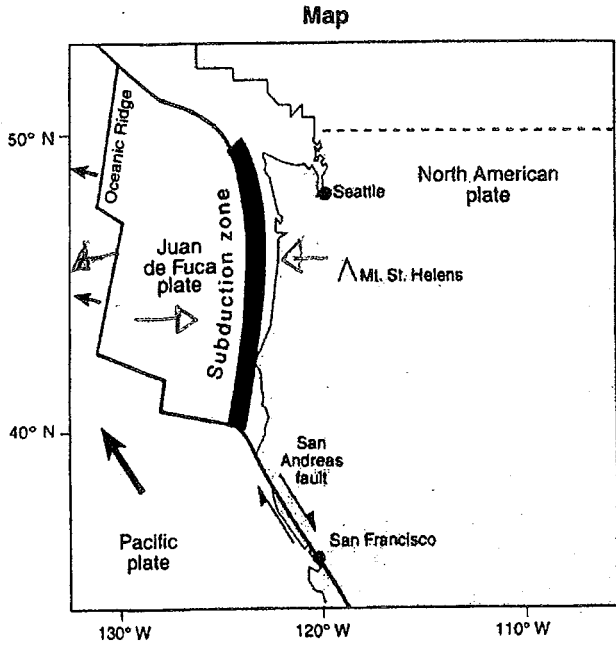 Map
50° N
Oceanic Ridge
Seattle
North American
plate
Juan
de Fuca
plate
Subduction zone
Mt. St. Helens
40° N
San
Andreas
fault
San Francisco
Pacific
plate
130° W
120° W
110° W